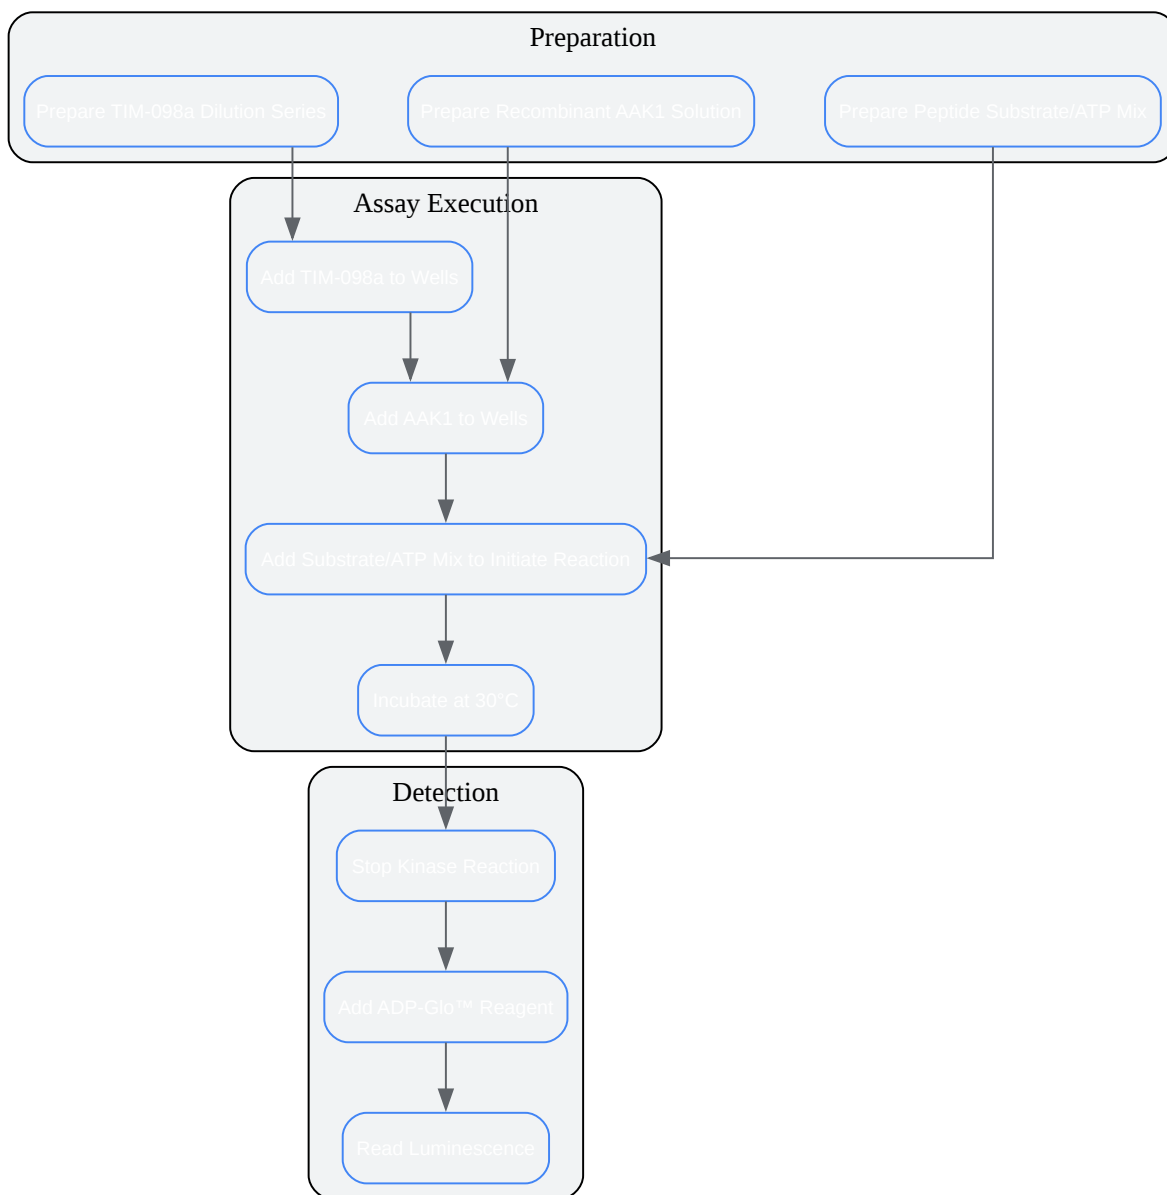 Preparation
Prepare TIM-098a Dilution Series
Prepare Recombinant AAK1 Solution
Prepare Peptide Substrate/ATP Mix
Assay Execution
Add TIM-098a to Wells
Add AAK1 to Wells
Add Substrate/ATP Mix to Initiate Reaction
Incubate at 30°C
Detection
Stop Kinase Reaction
Add ADP-Glo™ Reagent
Read Luminescence